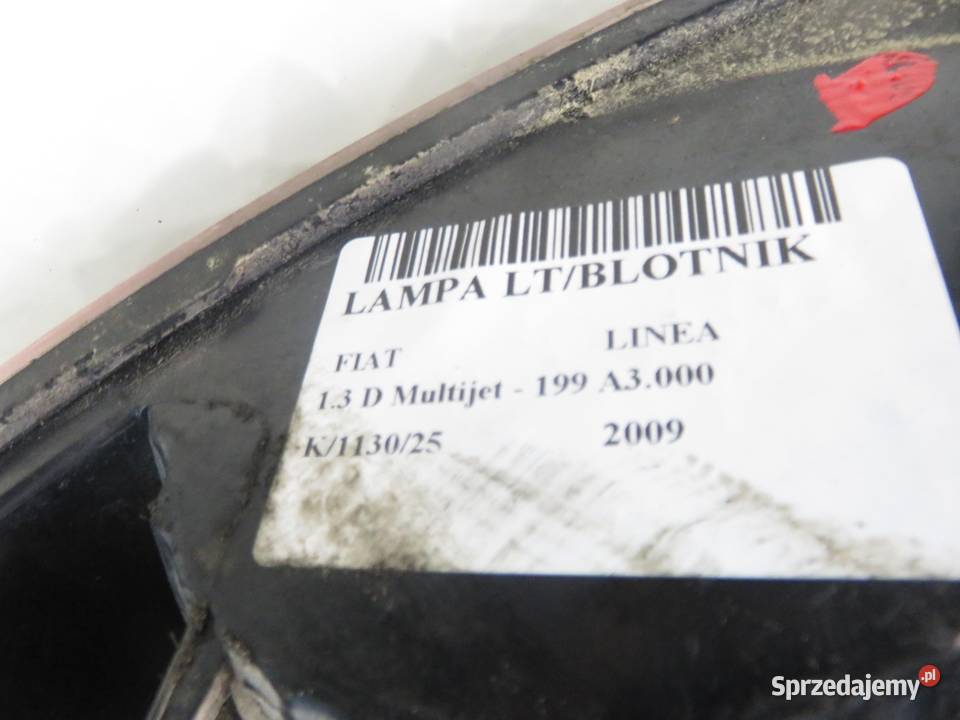 LAMPA LT/BLOTNIK
FIAT LINEA
1.3 D Multijet - 199 A3.000
K/1130/25 2009
Sprzedajemy.pl